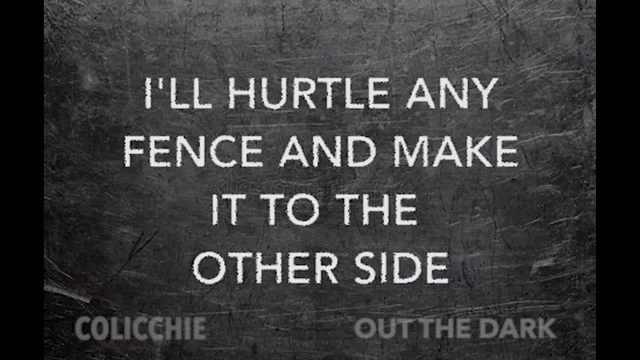 I'LL HURTLE ANY
FENCE AND MAKE
IT TO THE
OTHER SIDE
COLICCHIE
OUT THE DARK